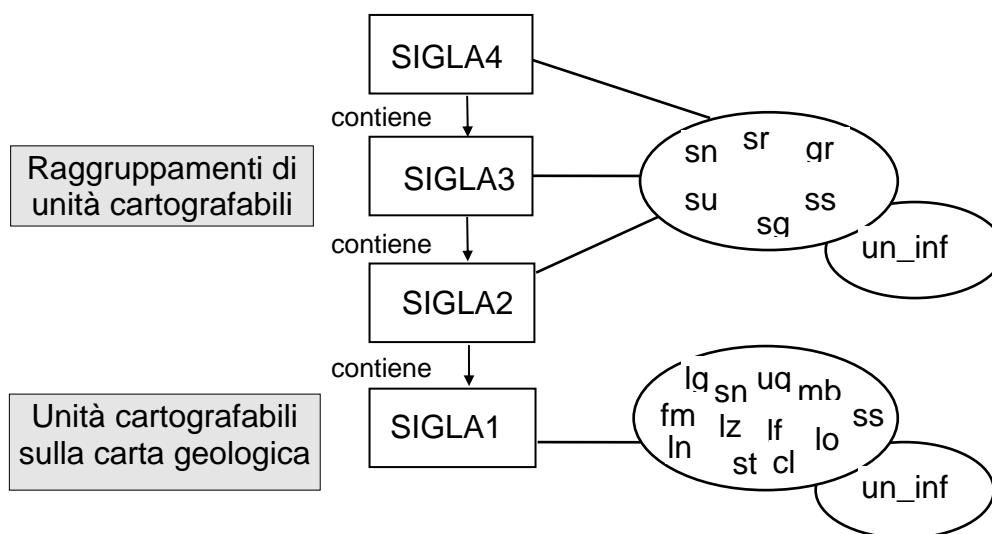 SIGLA4
contiene
Raggruppamenti di
unità cartografabili
SIGLA3
sn sr gr
su ss
sg
un_inf
contiene
SIGLA2
contiene
Unità cartografabili
sulla carta geologica
SIGLA1
lg sn ug mb
fm lz lf lo ss
ln st cl
un_inf